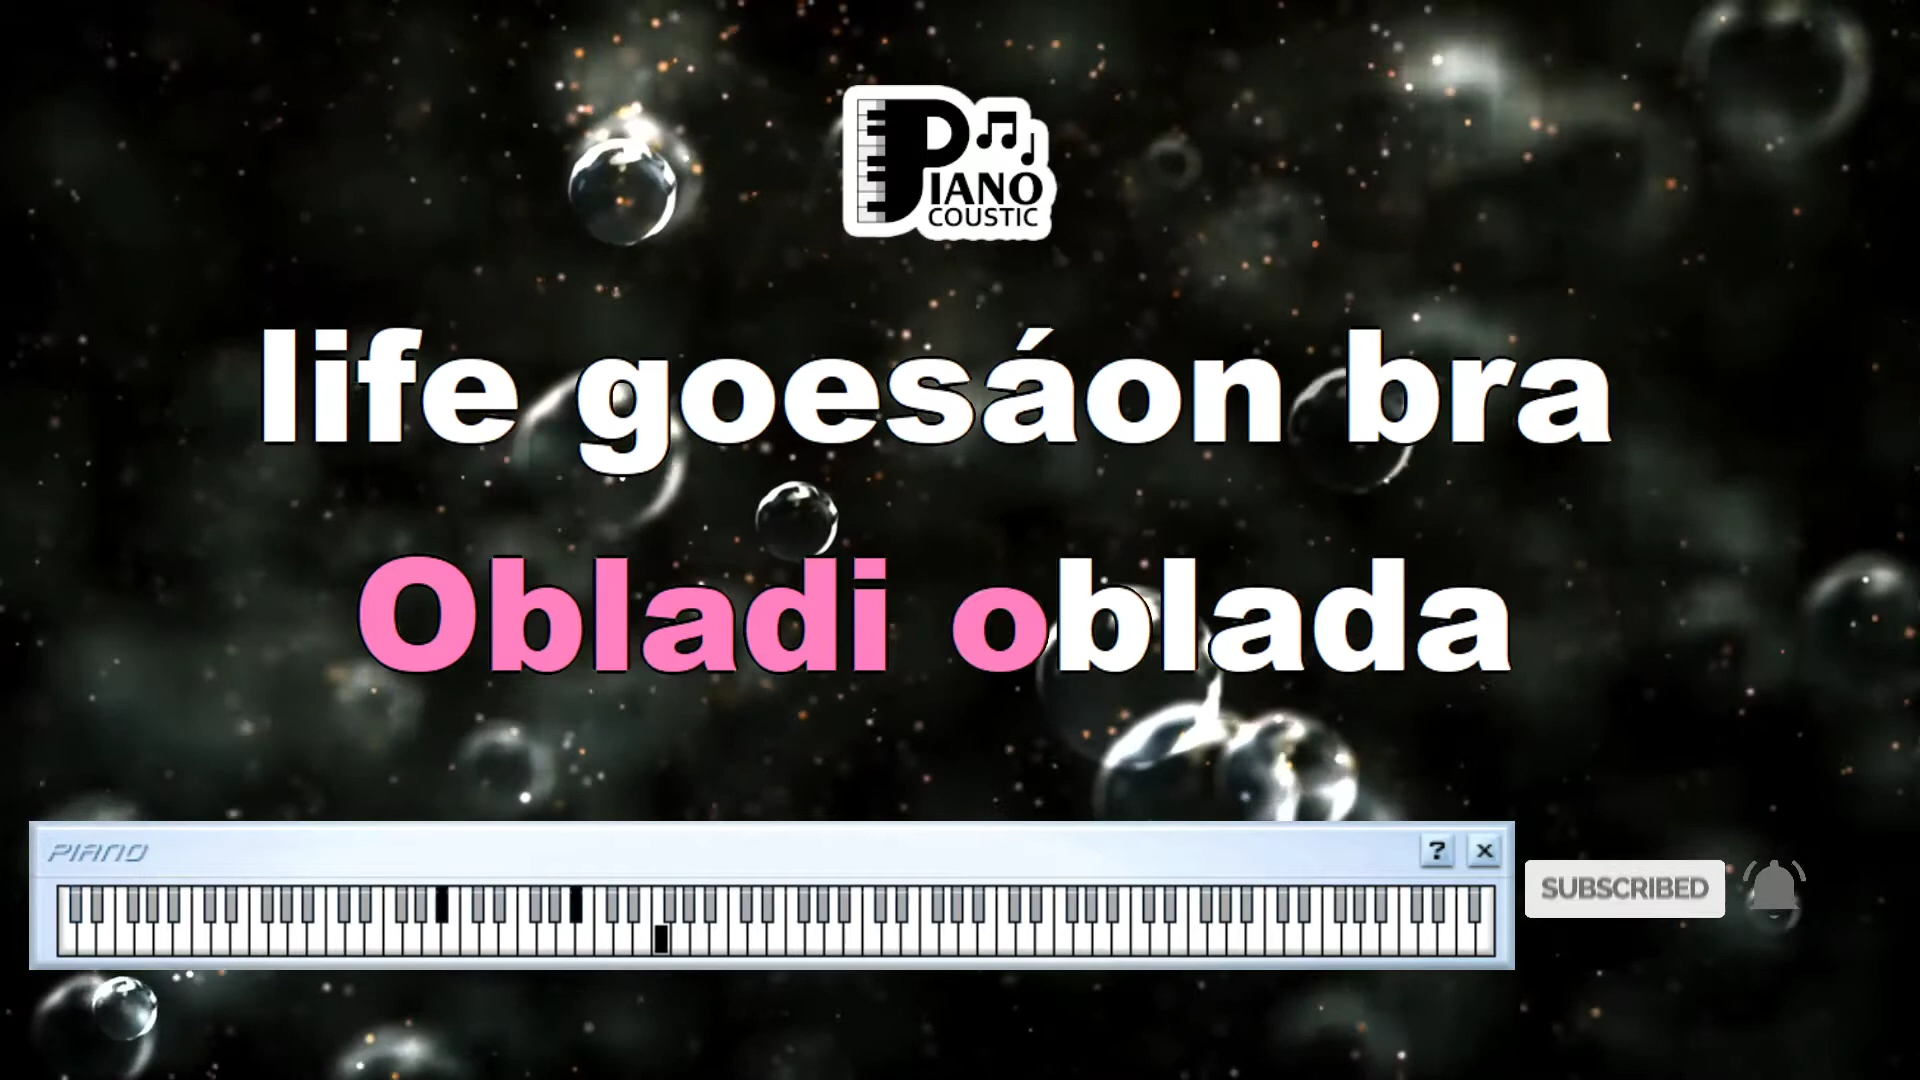 PIANO
COUSTIC
life goesáon bra
Obladi oblada
PIANO
?
x
SUBSCRIBED